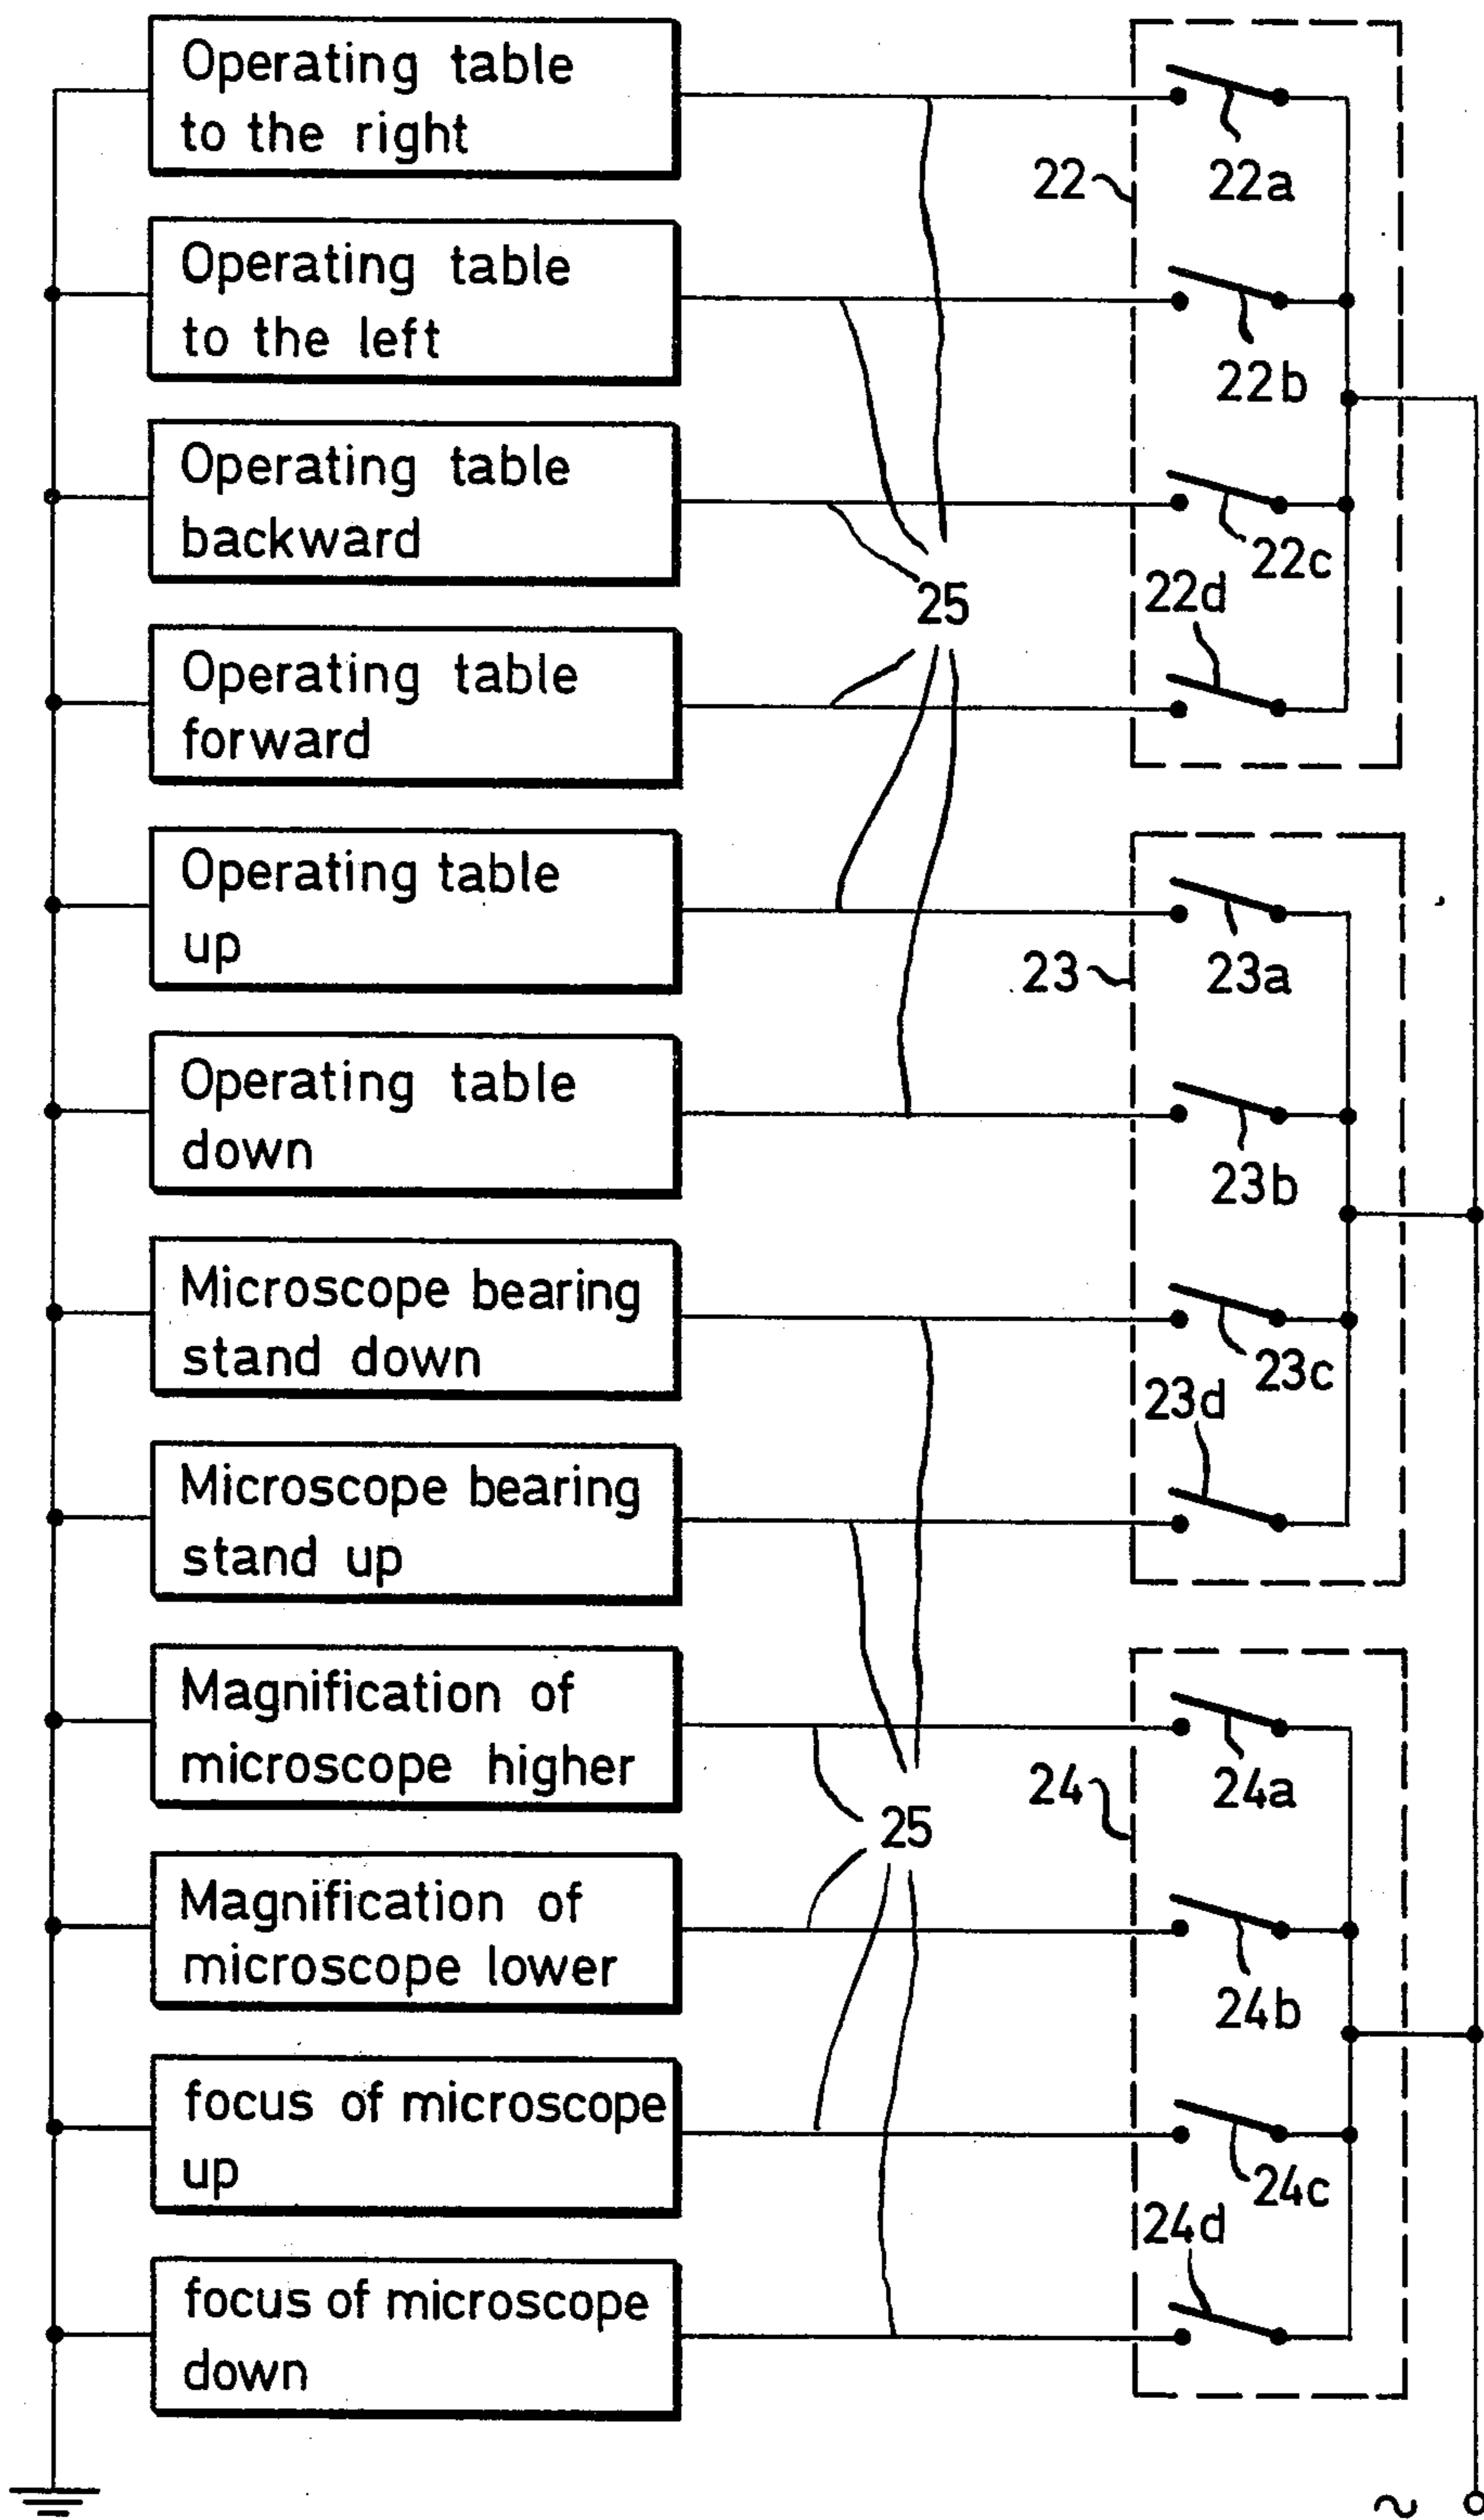 Operating table
to the right
22
22a
Operating table
to the left
22b
Operating table
backward
22c
22d
25
Operating table
forward
Operating table
up
23
23a
Operating table
down
23b
Microscope bearing
stand down
23c
23d
Microscope bearing
stand up
Magnification of
microscope higher
24
24a
25
Magnification of
microscope lower
24b
focus of microscope
up
24c
24d
focus of microscope
down
~